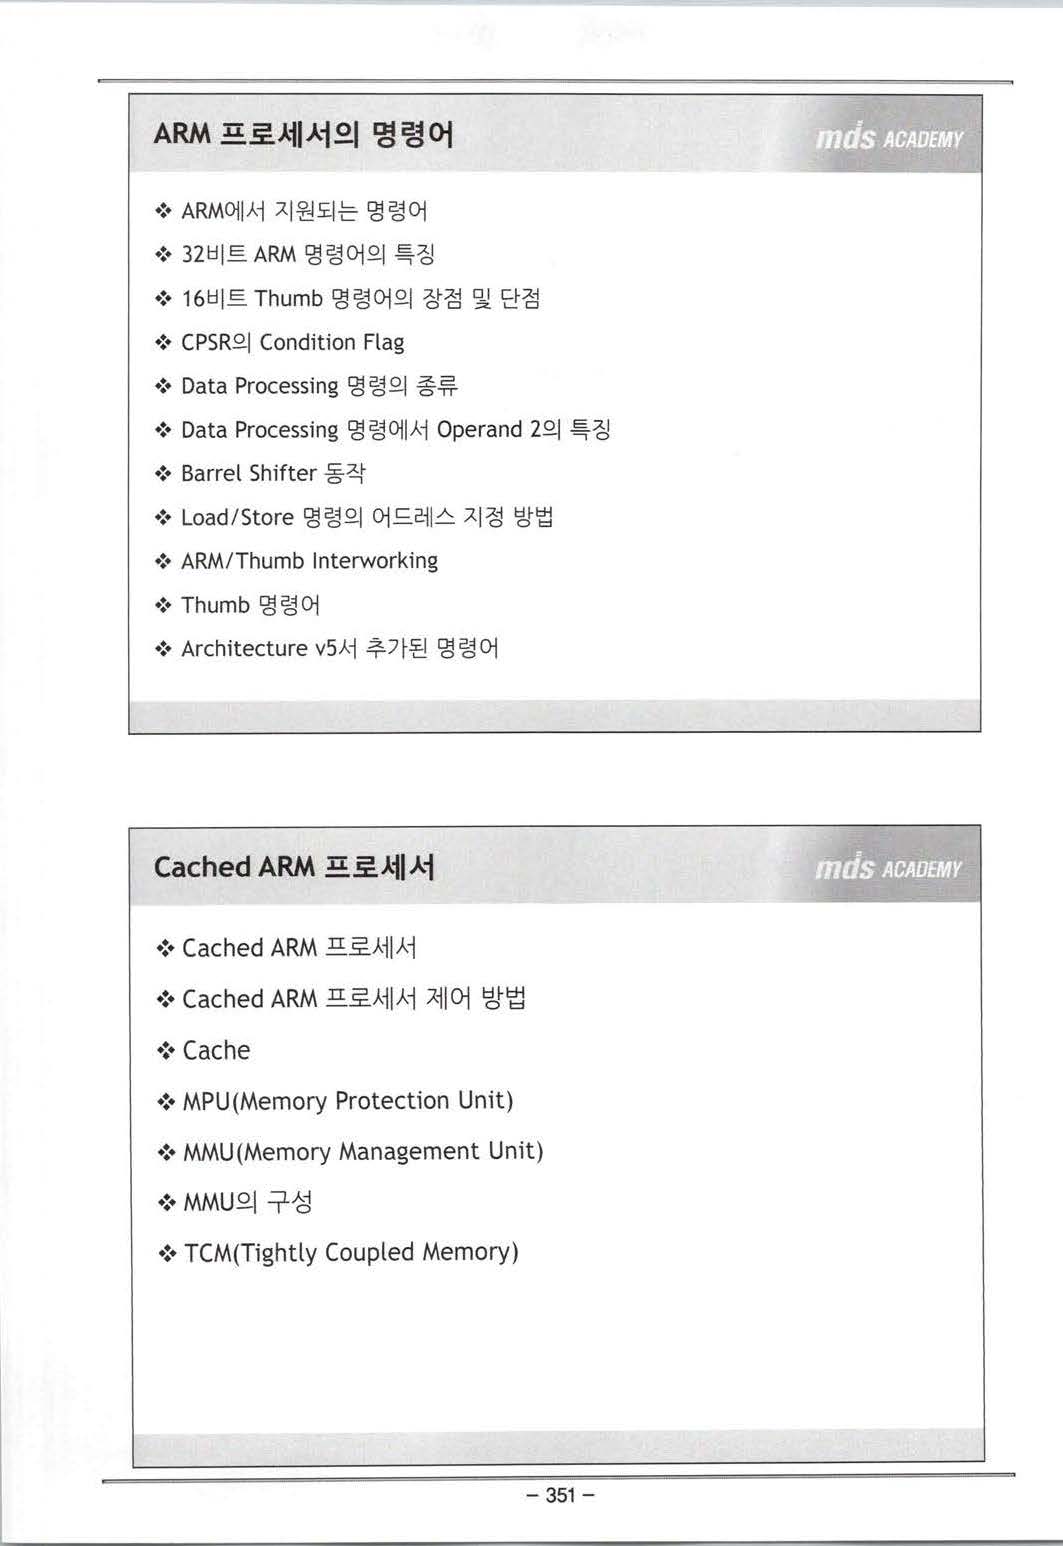 ARM 프로세서의 명령어
mds ACADEMY
❖ ARM에서 지원되는 명령어
❖ 32비트 ARM 명령어의 특징
❖ 16비트 Thumb 명령어의 장점 및 단점
❖ CPSR의 Condition Flag
❖ Data Processing 명령의 종류
❖ Data Processing 명령에서 Operand 2의 특징
❖ Barrel Shifter 동작
❖ Load/Store 명령의 어드레스 지정 방법
❖ ARM/Thumb Interworking
❖ Thumb 명령어
❖ Architecture v5서 추가된 명령어
Cached ARM 프로세서
mds ACADEMY
❖ Cached ARM 프로세서
❖ Cached ARM 프로세서 제어 방법
❖ Cache
❖ MPU(Memory Protection Unit)
❖ MMU(Memory Management Unit)
❖ MMU의 구성
❖ TCM(Tightly Coupled Memory)
- 351 -